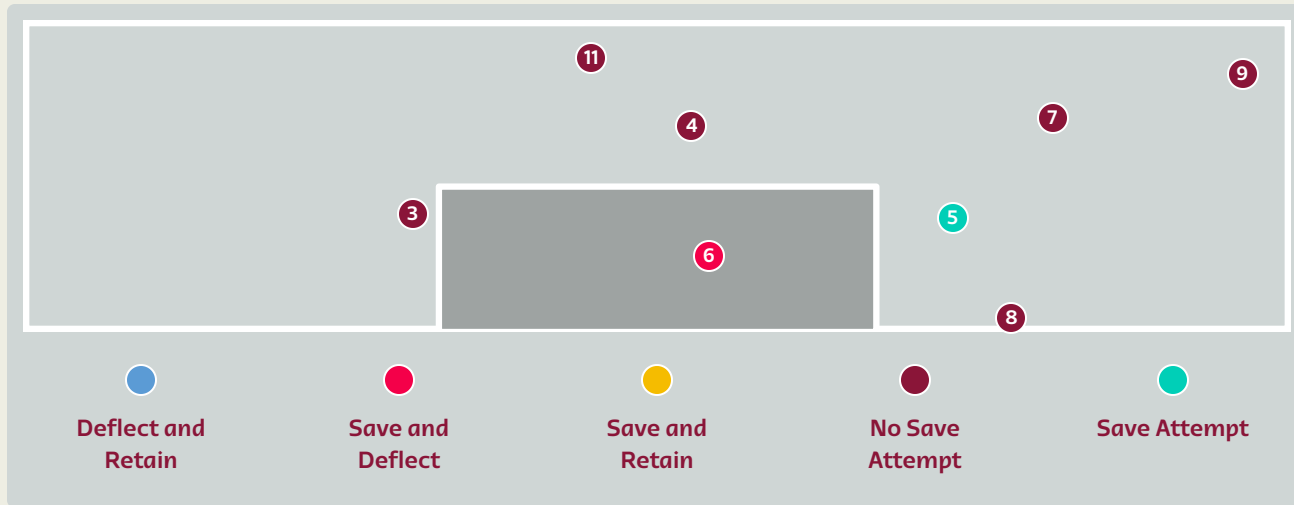 11
9
7
4
3
5
6
8
Deflect and
Retain
Save and
Deflect
Save and
Retain
No Save
Attempt
Save Attempt